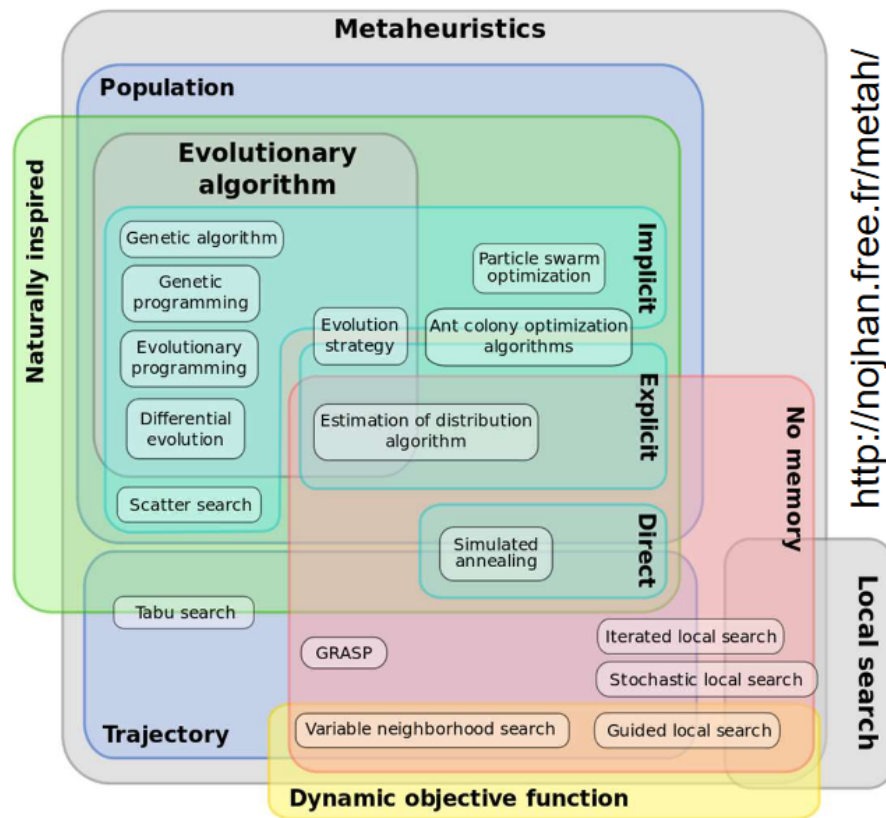 Metaheuristics
Population
Naturally inspired
Evolutionary
algorithm
Implicit
Genetic algorithm
Particle swarm
optimization
Genetic
programming
Evolution
strategy
Ant colony optimization
algorithms
Evolutionary
programming
Explicit
No memory
Differential
evolution
Estimation of distribution
algorithm
Scatter search
Direct
Simulated
annealing
Local search
Tabu search
GRASP
Iterated local search
Stochastic local search
Trajectory
Variable neighborhood search
Guided local search
Dynamic objective function
http://nojhan.free.fr/metah/